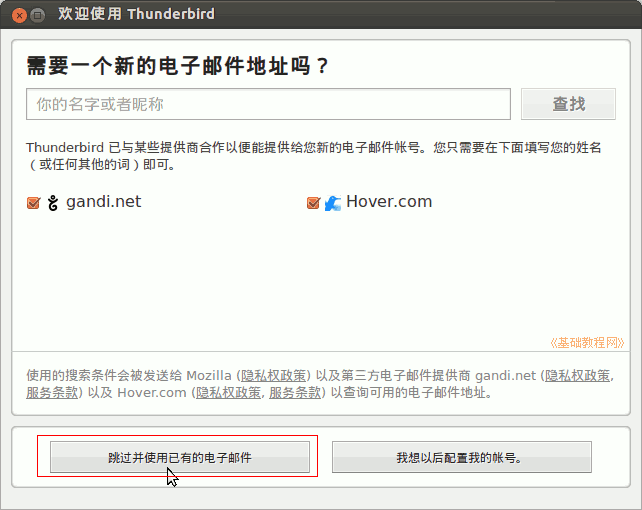 欢迎使用 Thunderbird
需要一个新的电子邮件地址吗？
你的名字或者昵称
查找
Thunderbird 已与某些提供商合作以便能提供给您新的电子邮件帐号。您只需要在下面填写您的姓名
（或任何其他的词）即可。
gandi.net
Hover.com
《基础教程网》
使用的搜索条件会被发送给 Mozilla (隐私权政策) 以及第三方电子邮件提供商 gandi.net (隐私权政策,
服务条款) 以及 Hover.com (隐私权政策, 服务条款) 以查询可用的电子邮件地址。
跳过并使用已有的电子邮件
我想以后配置我的帐号。